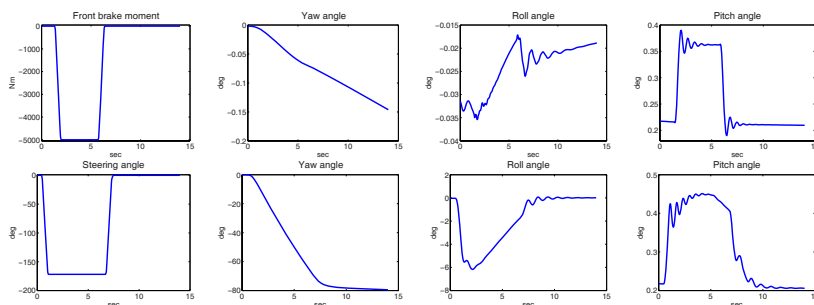 Front brake moment
Yaw angle
Roll angle
Pitch angle
Nm
0
−1000
−2000
−3000
−4000
−5000
0 5 10 15
deg
0
−0.05
−0.1
−0.15
−0.2
0 5 10 15
sec
deg
−0.015
−0.02
−0.025
−0.03
−0.035
−0.04
0 5 10 15
sec
deg
0.4
0.35
0.3
0.25
0.2
0 5 10 15
sec
sec
Steering angle
Yaw angle
Roll angle
Pitch angle
deg
0
−50
−100
−150
−200
0 5 10 15
sec
deg
0
−20
−40
−60
−80
0 5 10 15
sec
deg
2
0
−2
−4
−6
−8
0 5 10 15
sec
deg
0.5
0.4
0.3
0.2
0 5 10 15
sec